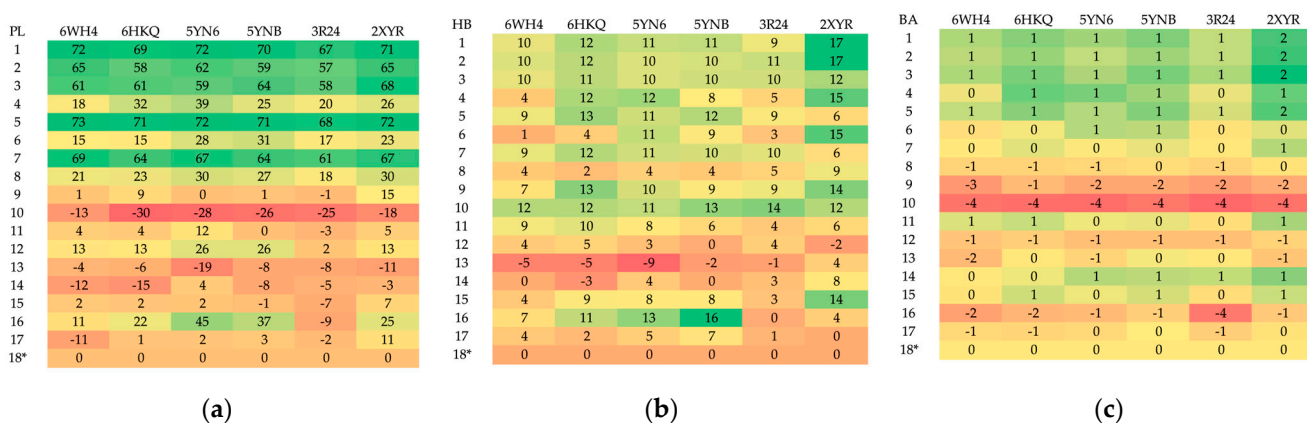 PL 6WH4 6HKQ 5YN6 5YNB 3R24 2XYR
1 72 69 72 70 67 71
2 65 58 62 59 57 65
3 61 61 59 64 58 68
4 18 32 39 25 20 26
5 73 71 72 71 68 72
6 15 15 28 31 17 23
7 69 64 67 64 61 67
8 21 23 30 27 18 30
9 1 9 0 1 -1 15
10 -13 -30 -28 -26 -25 -18
11 4 4 12 0 -3 5
12 13 13 26 26 2 13
13 -4 -6 -19 -8 -8 -11
14 -12 -15 4 -8 -5 -3
15 2 2 2 -1 -7 7
16 11 22 45 37 -9 25
17 -11 1 2 3 -2 11
18* 0 0 0 0 0 0
(a)
HB 6WH4 6HKQ 5YN6 5YNB 3R24 2XYR
1 10 12 11 11 9 17
2 10 12 10 10 11 17
3 10 11 10 10 10 12
4 4 12 12 8 5 15
5 9 13 11 12 9 6
6 1 4 11 9 3 15
7 9 12 11 10 10 6
8 4 2 4 4 5 9
9 7 13 10 9 9 14
10 12 12 11 13 14 12
11 9 10 8 6 4 6
12 4 5 3 0 4 -2
13 -5 -5 -9 -2 -1 4
14 0 -3 4 0 3 8
15 4 9 8 8 3 14
16 7 11 13 16 0 4
17 4 2 5 7 1 0
18* 0 0 0 0 0 0
(b)
BA 6WH4 6HKQ 5YN6 5YNB 3R24 2XYR
1 1 1 1 1 1 2
2 1 1 1 1 1 2
3 1 1 1 1 1 2
4 0 1 1 1 0 1
5 1 1 1 1 1 2
6 0 0 1 1 0 0
7 0 0 0 0 0 1
8 -1 -1 -1 0 -1 0
9 -3 -1 -2 -2 -2 -2
10 -4 -4 -4 -4 -4 -4
11 1 1 0 0 0 1
12 -1 -1 -1 -1 -1 -1
13 -2 0 -1 0 0 -1
14 0 0 1 1 1 1
15 0 1 0 1 0 1
16 -2 -2 -1 -1 -4 -1
17 -1 -1 0 0 -1 0
18* 0 0 0 0 0 0
(c)